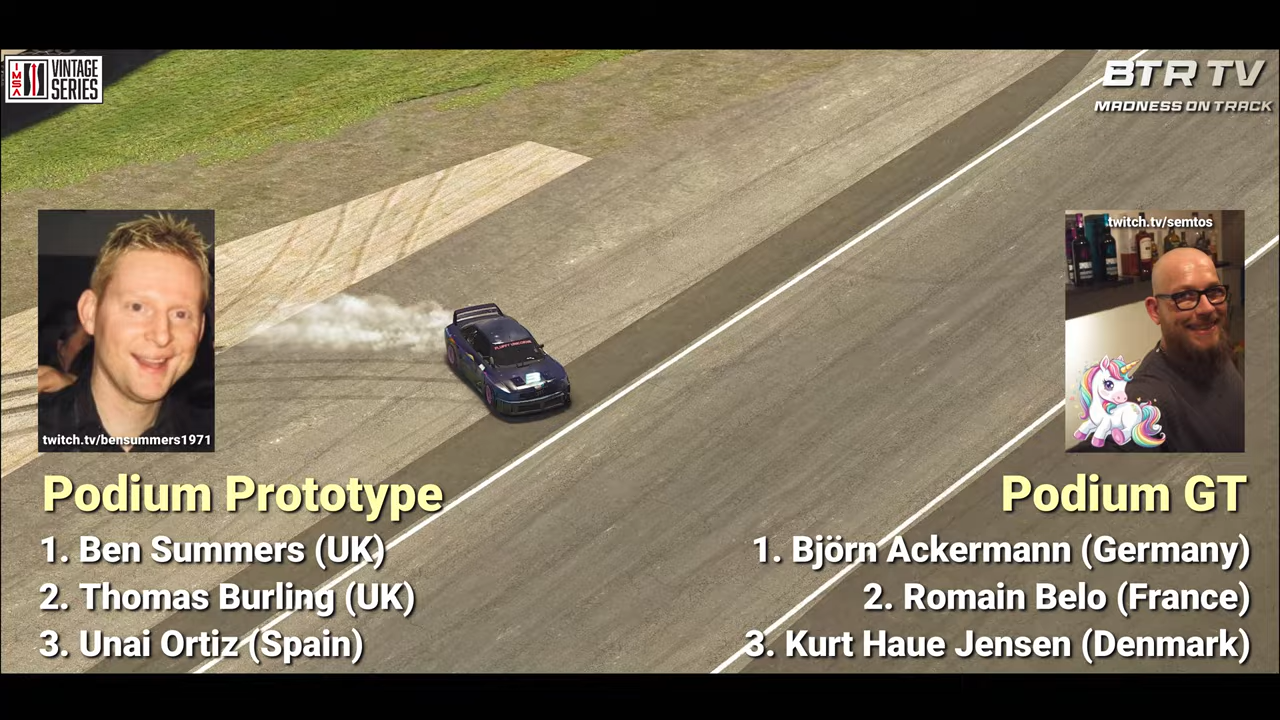 IMSA
VINTAGE
SERIES
BTR TV
MADNESS ON TRACK
twitch.tv/semtos
twitch.tv/bensummers1971
Podium Prototype
1. Ben Summers (UK)
2. Thomas Burling (UK)
3. Unai Ortiz (Spain)
Podium GT
1. Björn Ackermann (Germany)
2. Romain Belo (France)
3. Kurt Haue Jensen (Denmark)